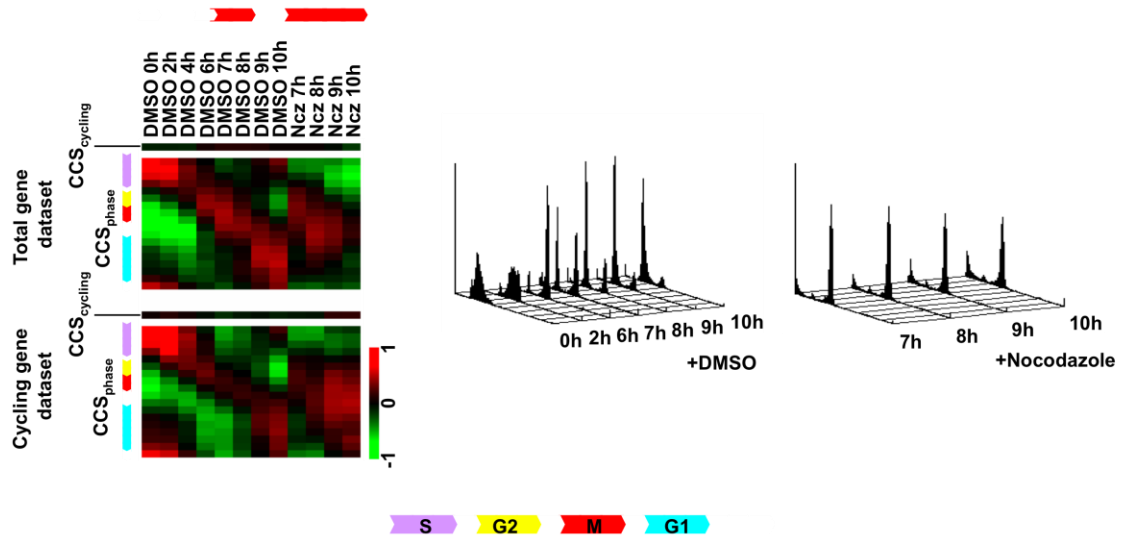 DMSO 0h
DMSO 2h
DMSO 4h
DMSO 6h
DMSO 7h
DMSO 8h
DMSO 9h
DMSO 10h
Ncz 7h
Ncz 8h
Ncz 9h
Ncz 10h
Total gene
dataset
CCScycling
CCSphase
Cycling gene
dataset
CCScycling
CCSphase
1
0
-1
0h 2h 6h 7h 8h 9h 10h
+DMSO
7h 8h 9h 10h
+Nocodazole
S G2 M G1